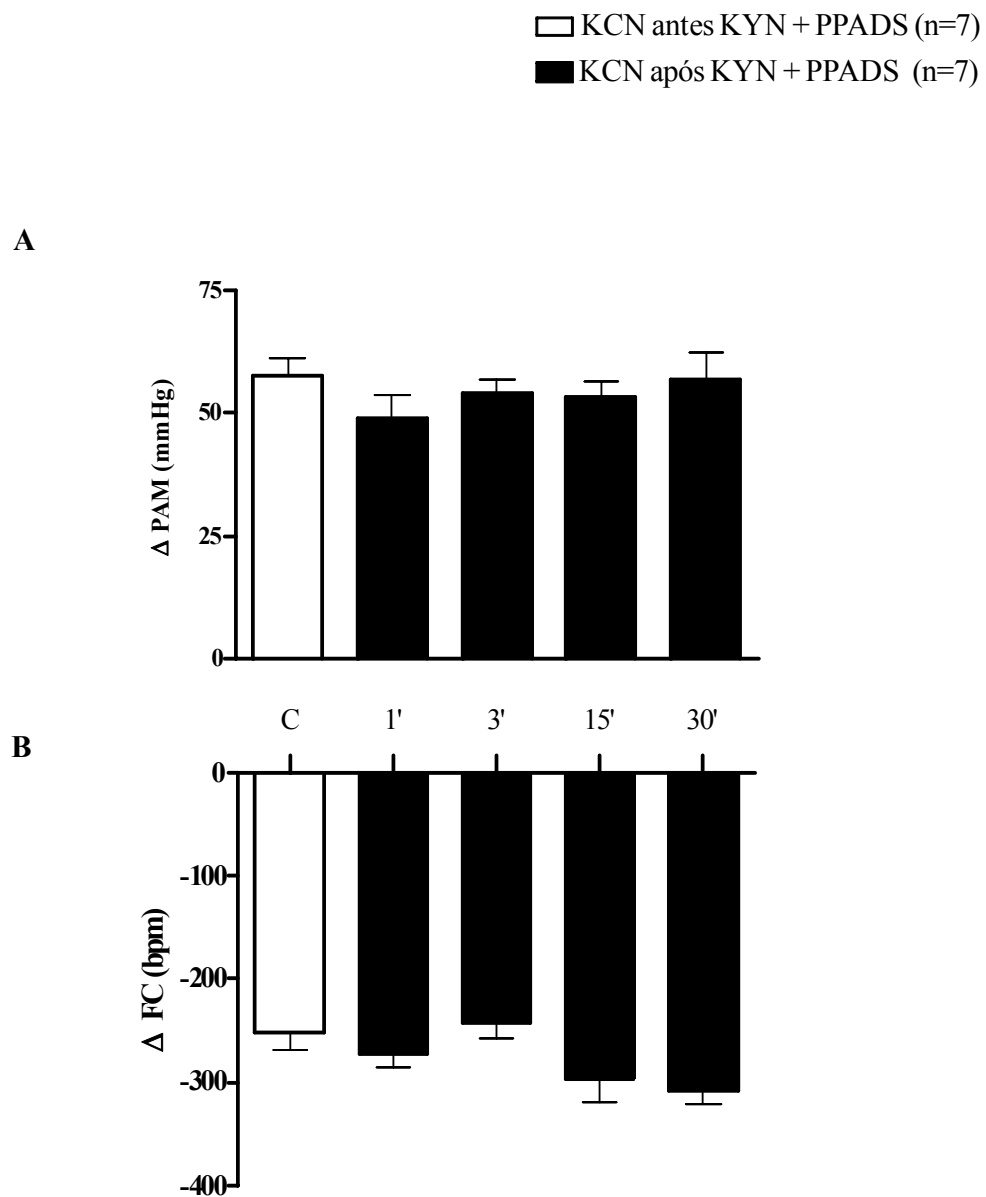 KCN antes KYN + PPADS (n=7)
KCN após KYN + PPADS (n=7)
A
75
50
25
0
Δ PAM (mmHg)
C 1' 3' 15' 30'
B
0
-100
-200
-300
-400
Δ FC (bpm)